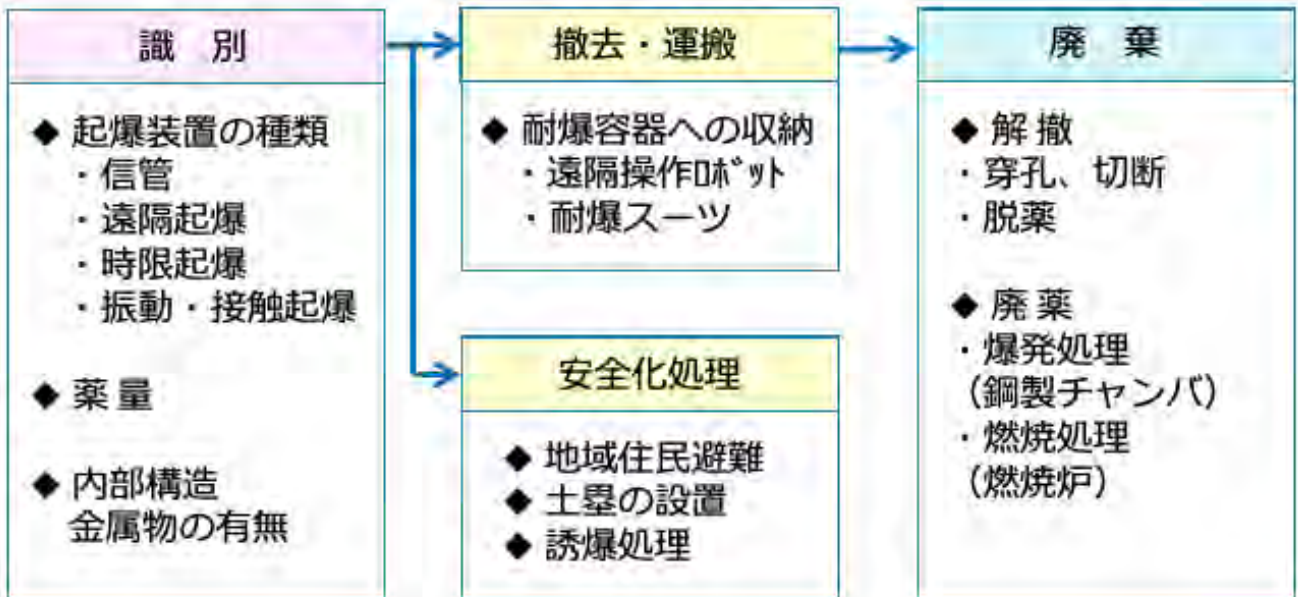 識 別
◆ 起爆装置の種類
・信管
・遠隔起爆
・時限起爆
・振動・接触起爆
◆ 薬 量
◆ 内部構造
金属物の有無
撤去・運搬
◆ 耐爆容器への収納
・遠隔操作ﾛﾎﾞｯﾄ
・耐爆スーツ
安全化処理
◆ 地域住民避難
◆ 土塁の設置
◆ 誘爆処理
廃 棄
◆ 解 撤
・穿孔、切断
・脱薬
◆ 廃 薬
・爆発処理
（鋼製チャンバ）
・燃焼処理
（燃焼炉）